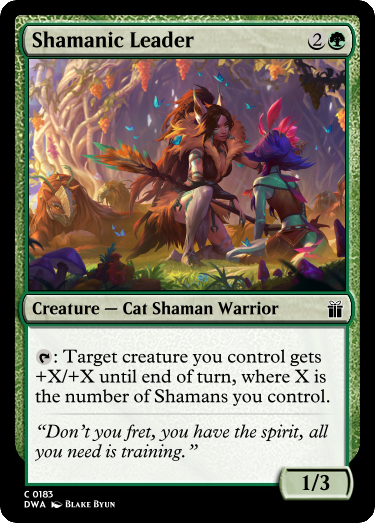 Shamanic Leader 2
Creature — Cat Shaman Warrior
: Target creature you control gets
+X/+X until end of turn, where X is
the number of Shamans you control.
“Don’t you fret, you have the spirit, all
you need is training.”
1/3
C 0183
DWA Blake Byun